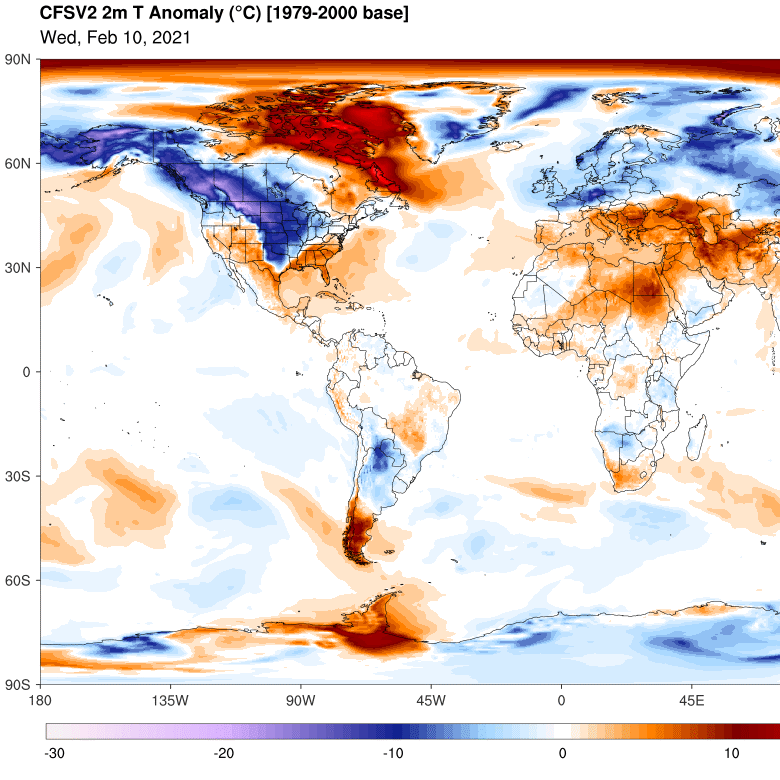 CFSV2 2m T Anomaly (°C) [1979-2000 base]
Wed, Feb 10, 2021
90N
60N
30N
0
30S
60S
90S
180 135W 90W 45W 0 45E
-30 -20 -10 0 10